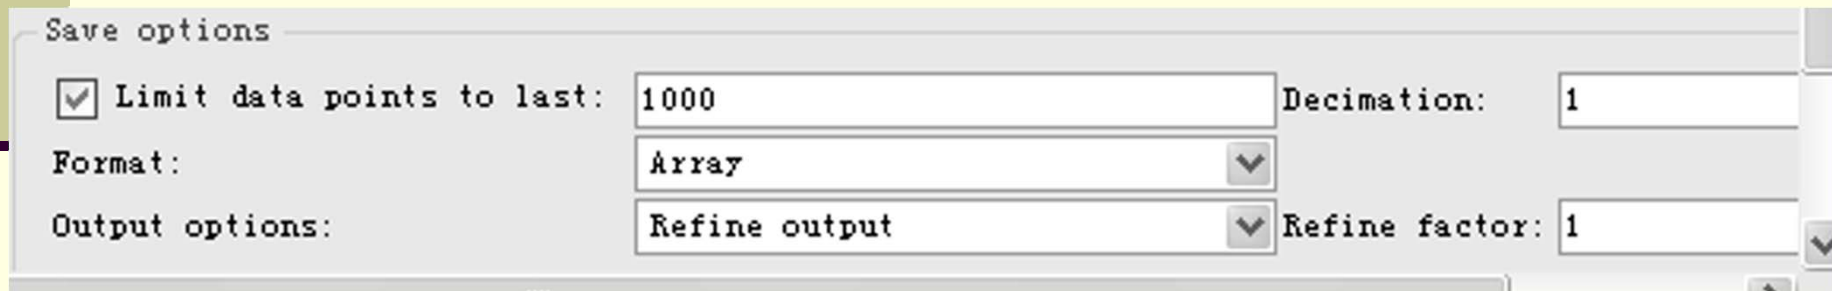 Save options
Limit data points to last: 1000 Decimation: 1
Format: Array
Output options: Refine output Refine factor: 1